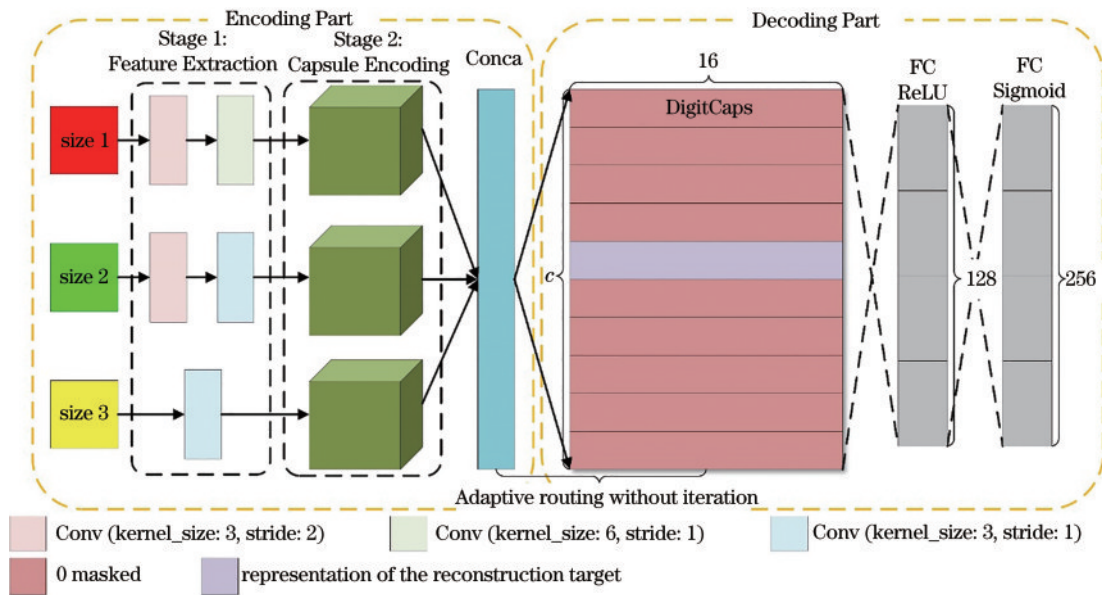 Encoding Part
Decoding Part
Stage 1:
Feature Extraction
Stage 2:
Capsule Encoding
Conca
16
FC
ReLU
FC
Sigmoid
DigitCaps
size 1
size 2
size 3
c
128
256
Adaptive routing without iteration
Conv (kernel_size: 3, stride: 2)
Conv (kernel_size: 6, stride: 1)
Conv (kernel_size: 3, stride: 1)
0 masked
representation of the reconstruction target